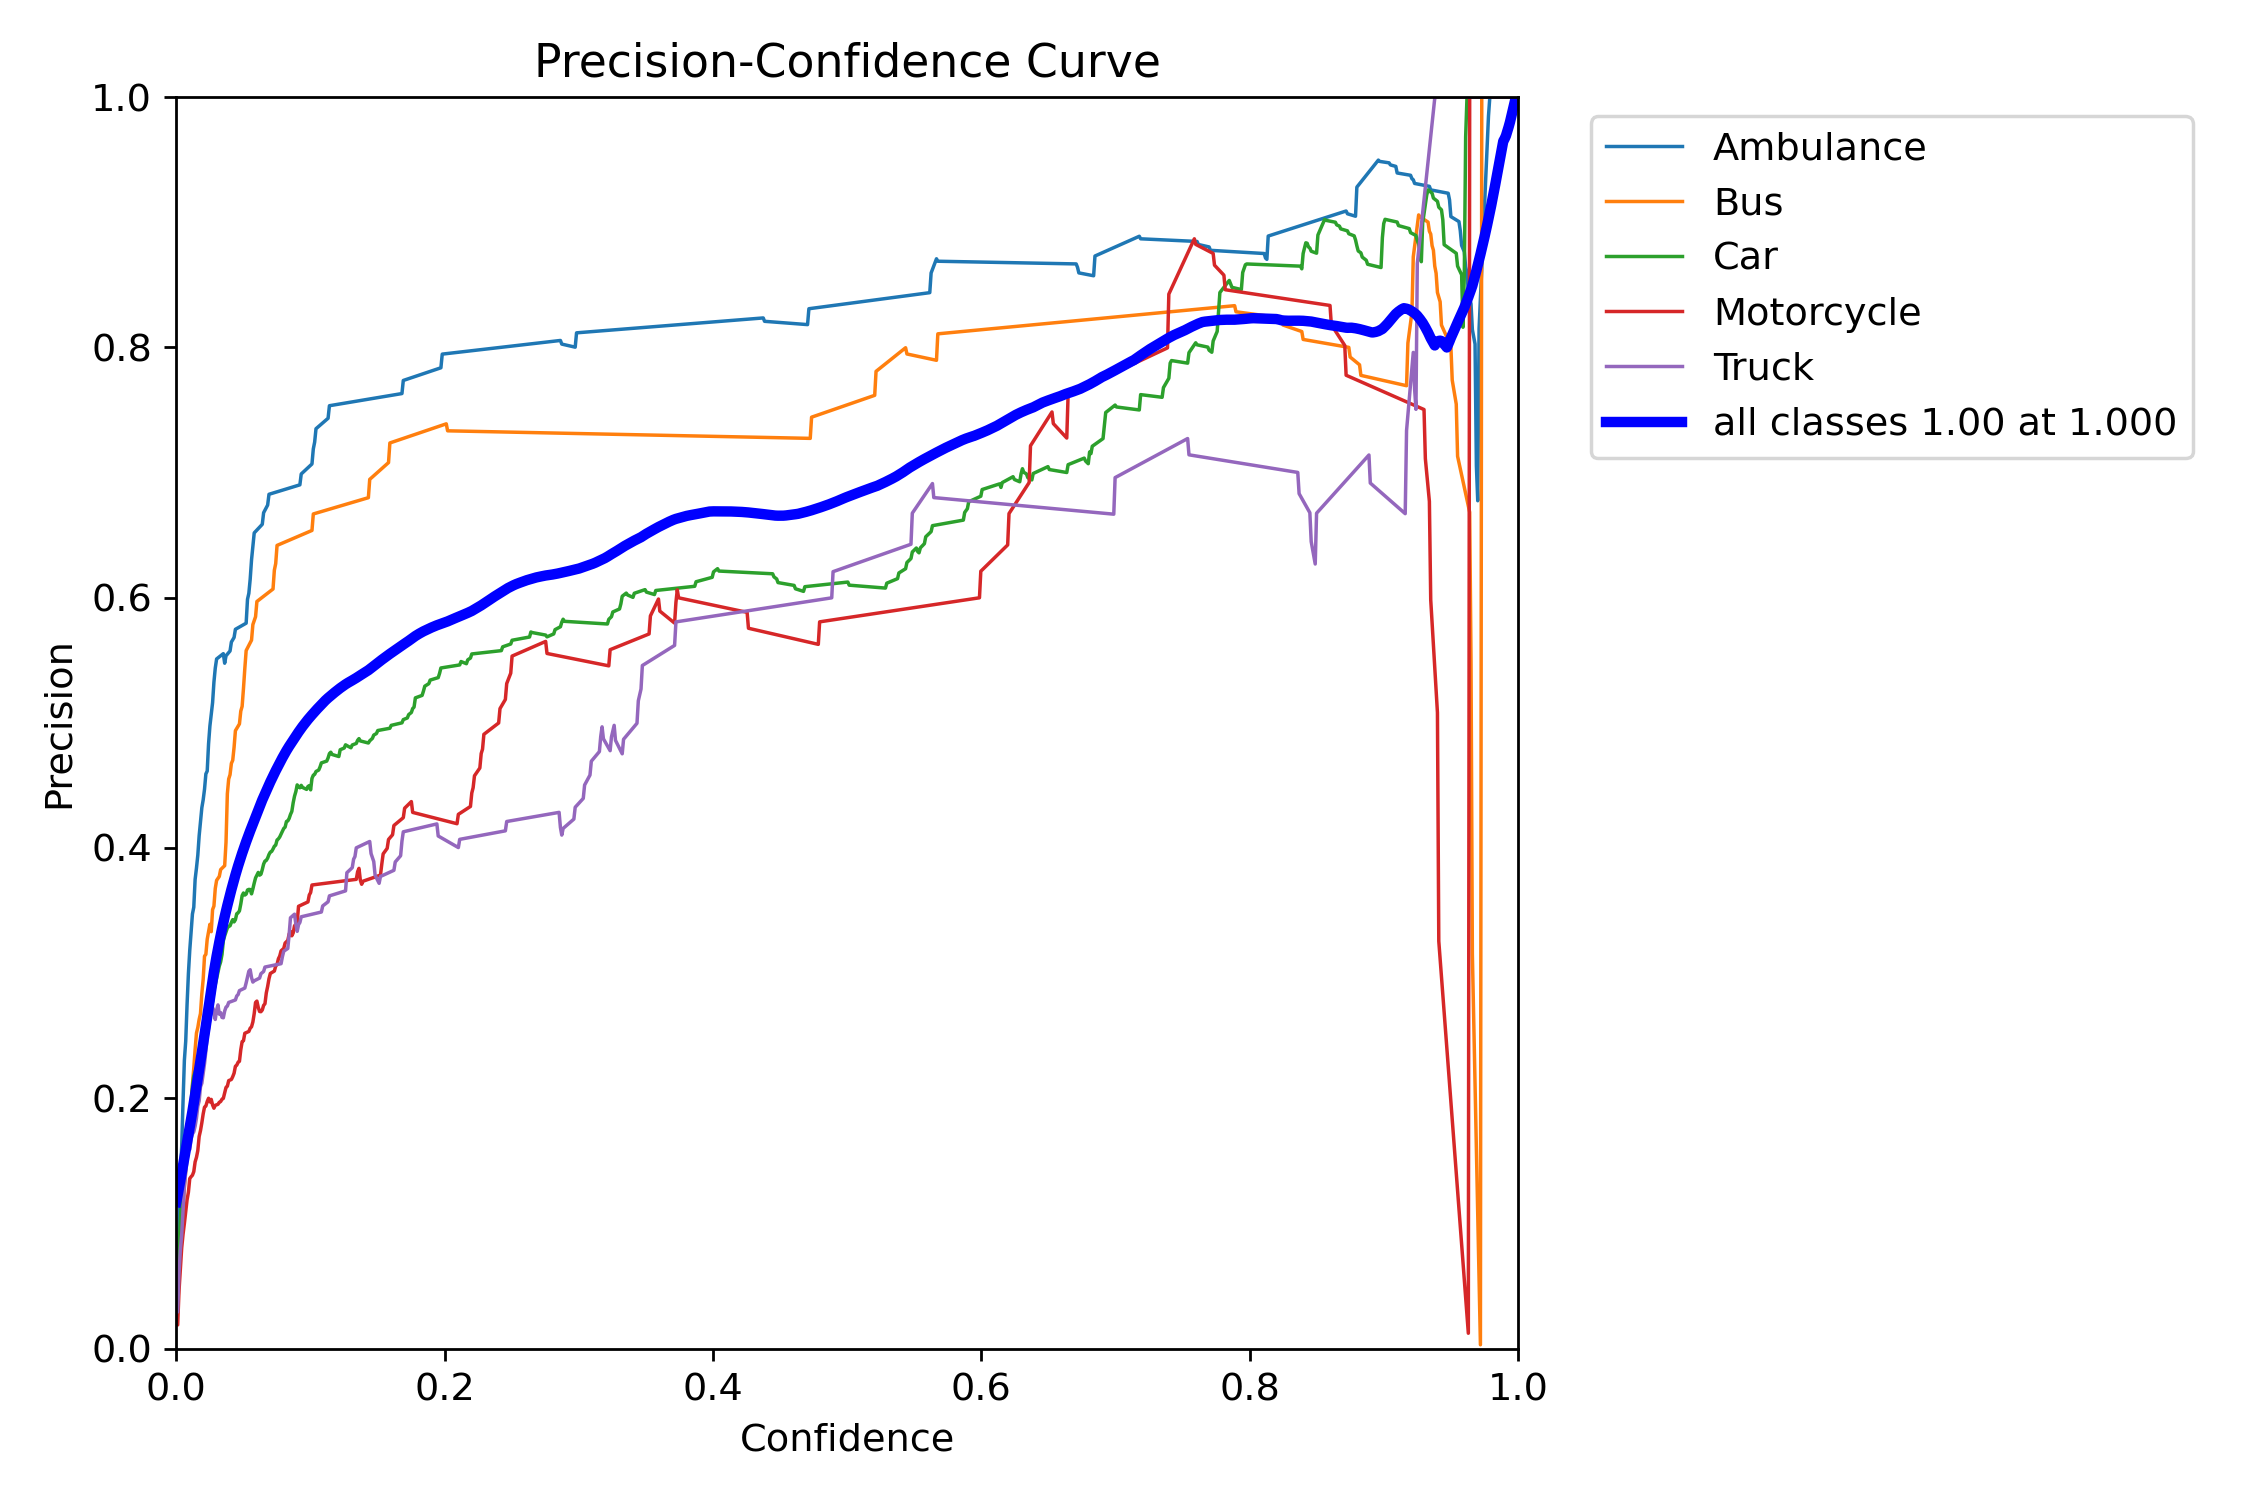 Precision-Confidence Curve
1.0
0.8
0.6
0.4
0.2
0.0
Precision
0.0 0.2 0.4 0.6 0.8 1.0
Confidence
Ambulance
Bus
Car
Motorcycle
Truck
all classes 1.00 at 1.000